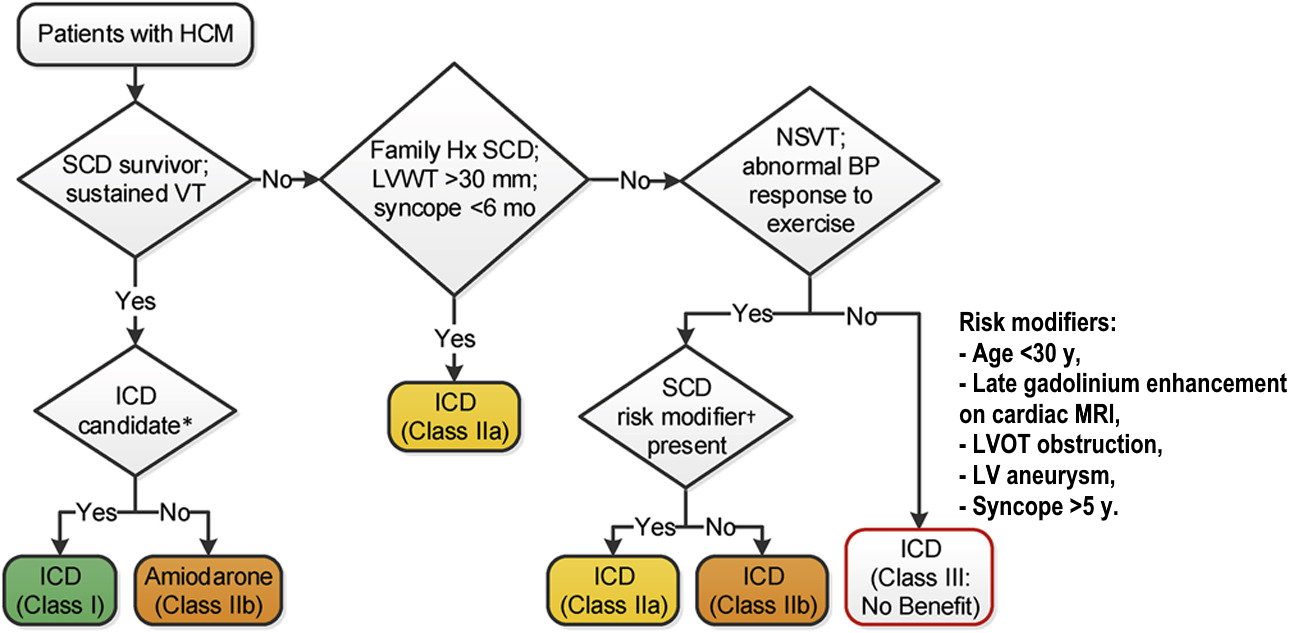 Patients with HCM
SCD survivor;
sustained VT
No
Family Hx SCD;
LVWT >30 mm;
syncope <6 mo
No
NSVT;
abnormal BP
response to
exercise
Yes
ICD
candidate*
Yes
No
ICD
(Class I)
Amiodarone
(Class IIb)
Yes
ICD
(Class IIa)
Yes
No
SCD
risk modifier†
present
Yes
No
ICD
(Class IIa)
ICD
(Class IIb)
ICD
(Class III:
No Benefit)
Risk modifiers:
- Age <30 y,
- Late gadolinium enhancement
on cardiac MRI,
- LVOT obstruction,
- LV aneurysm,
- Syncope >5 y.